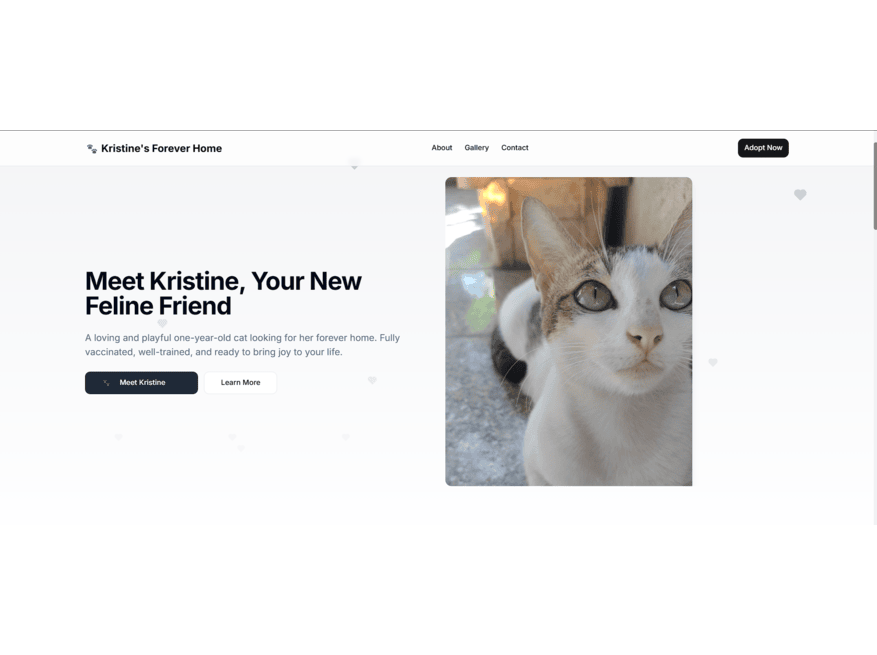 Kristine's Forever Home
About
Gallery
Contact
Adopt Now
Meet Kristine, Your New
Feline Friend
A loving and playful one-year-old cat looking for her forever home. Fully
vaccinated, well-trained, and ready to bring joy to your life.
Meet Kristine
Learn More